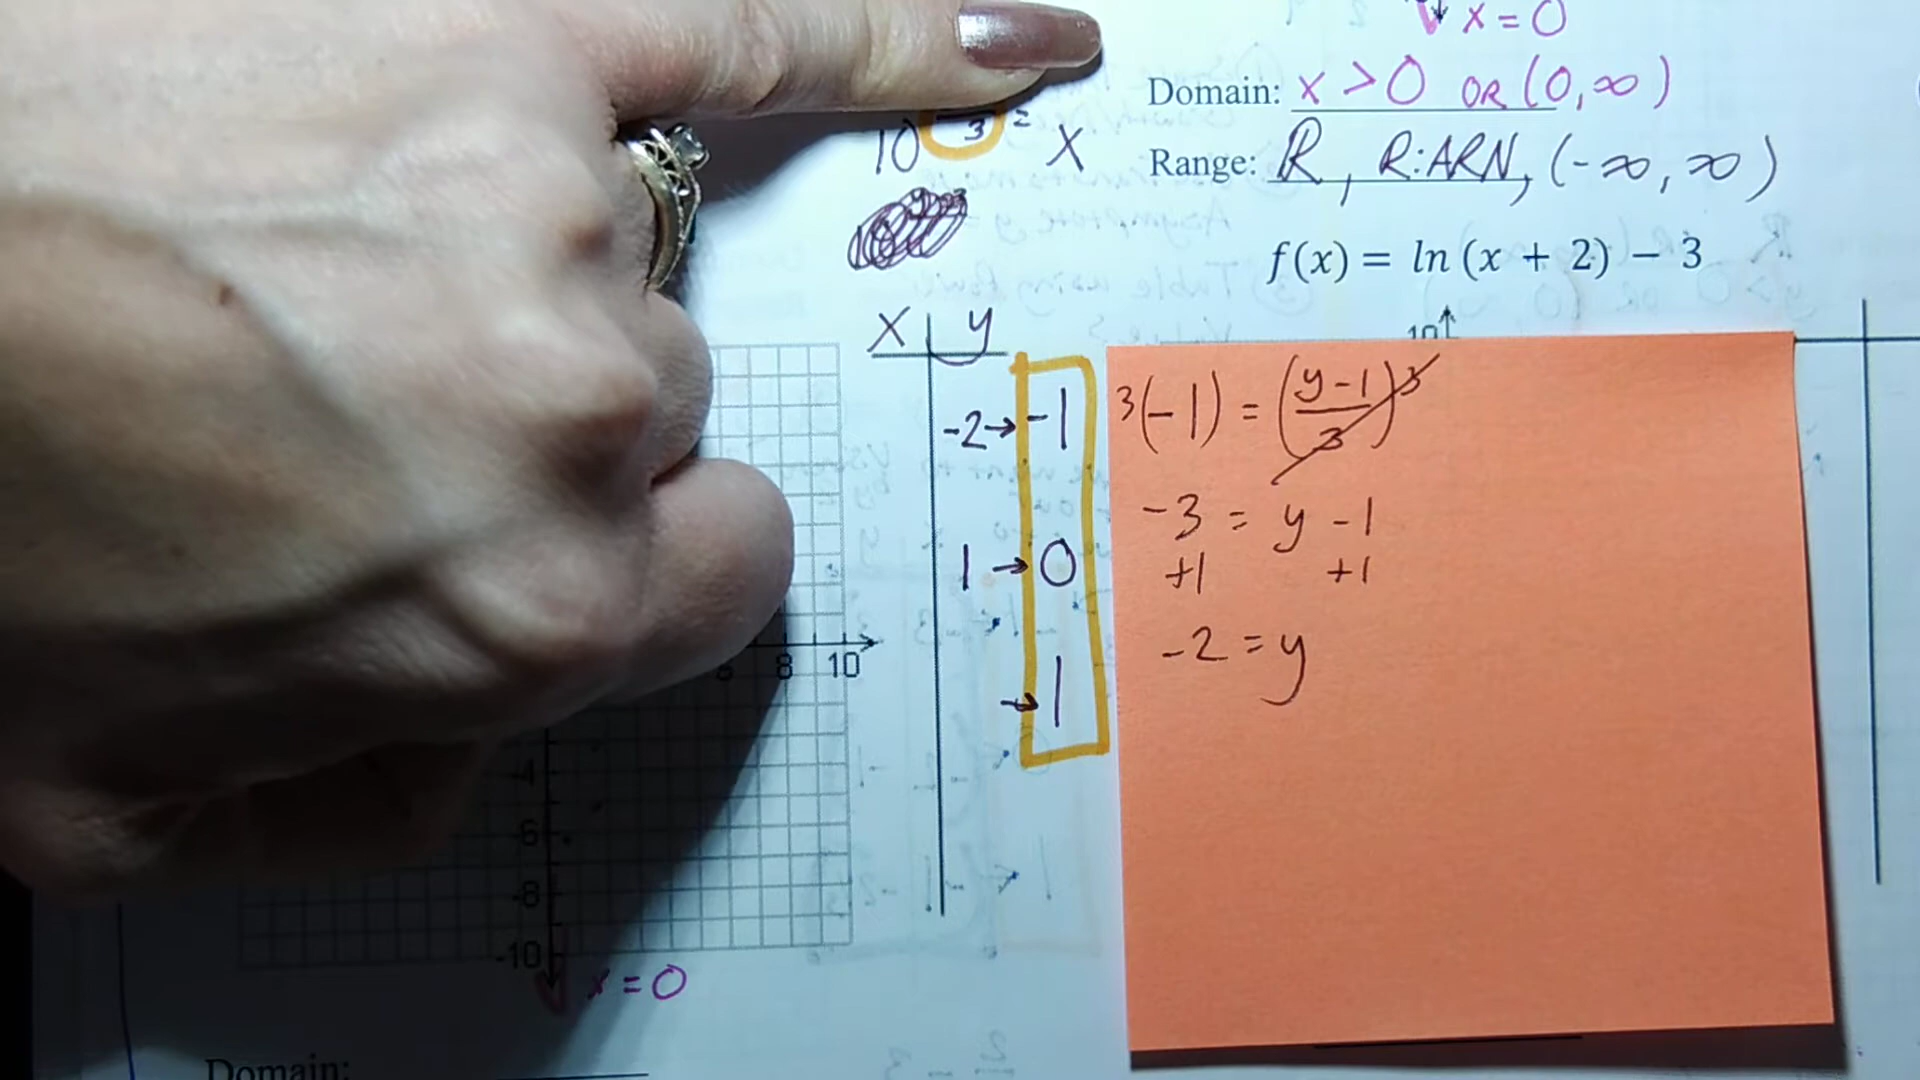 x = 0
Domain: x > 0 OR (0, ∞)
Range: ℝ, R: ARN, (-∞, ∞)
10 3 = x
f(x) = ln (x + 2) − 3
10
x y
-2 → -1
1 → 0
→ 1
3(-1) = (y-1/3)3
-3 = y - 1
+1 +1
-2 = y
8 10
-4
-6
-8
-10
x = 0
Domain: